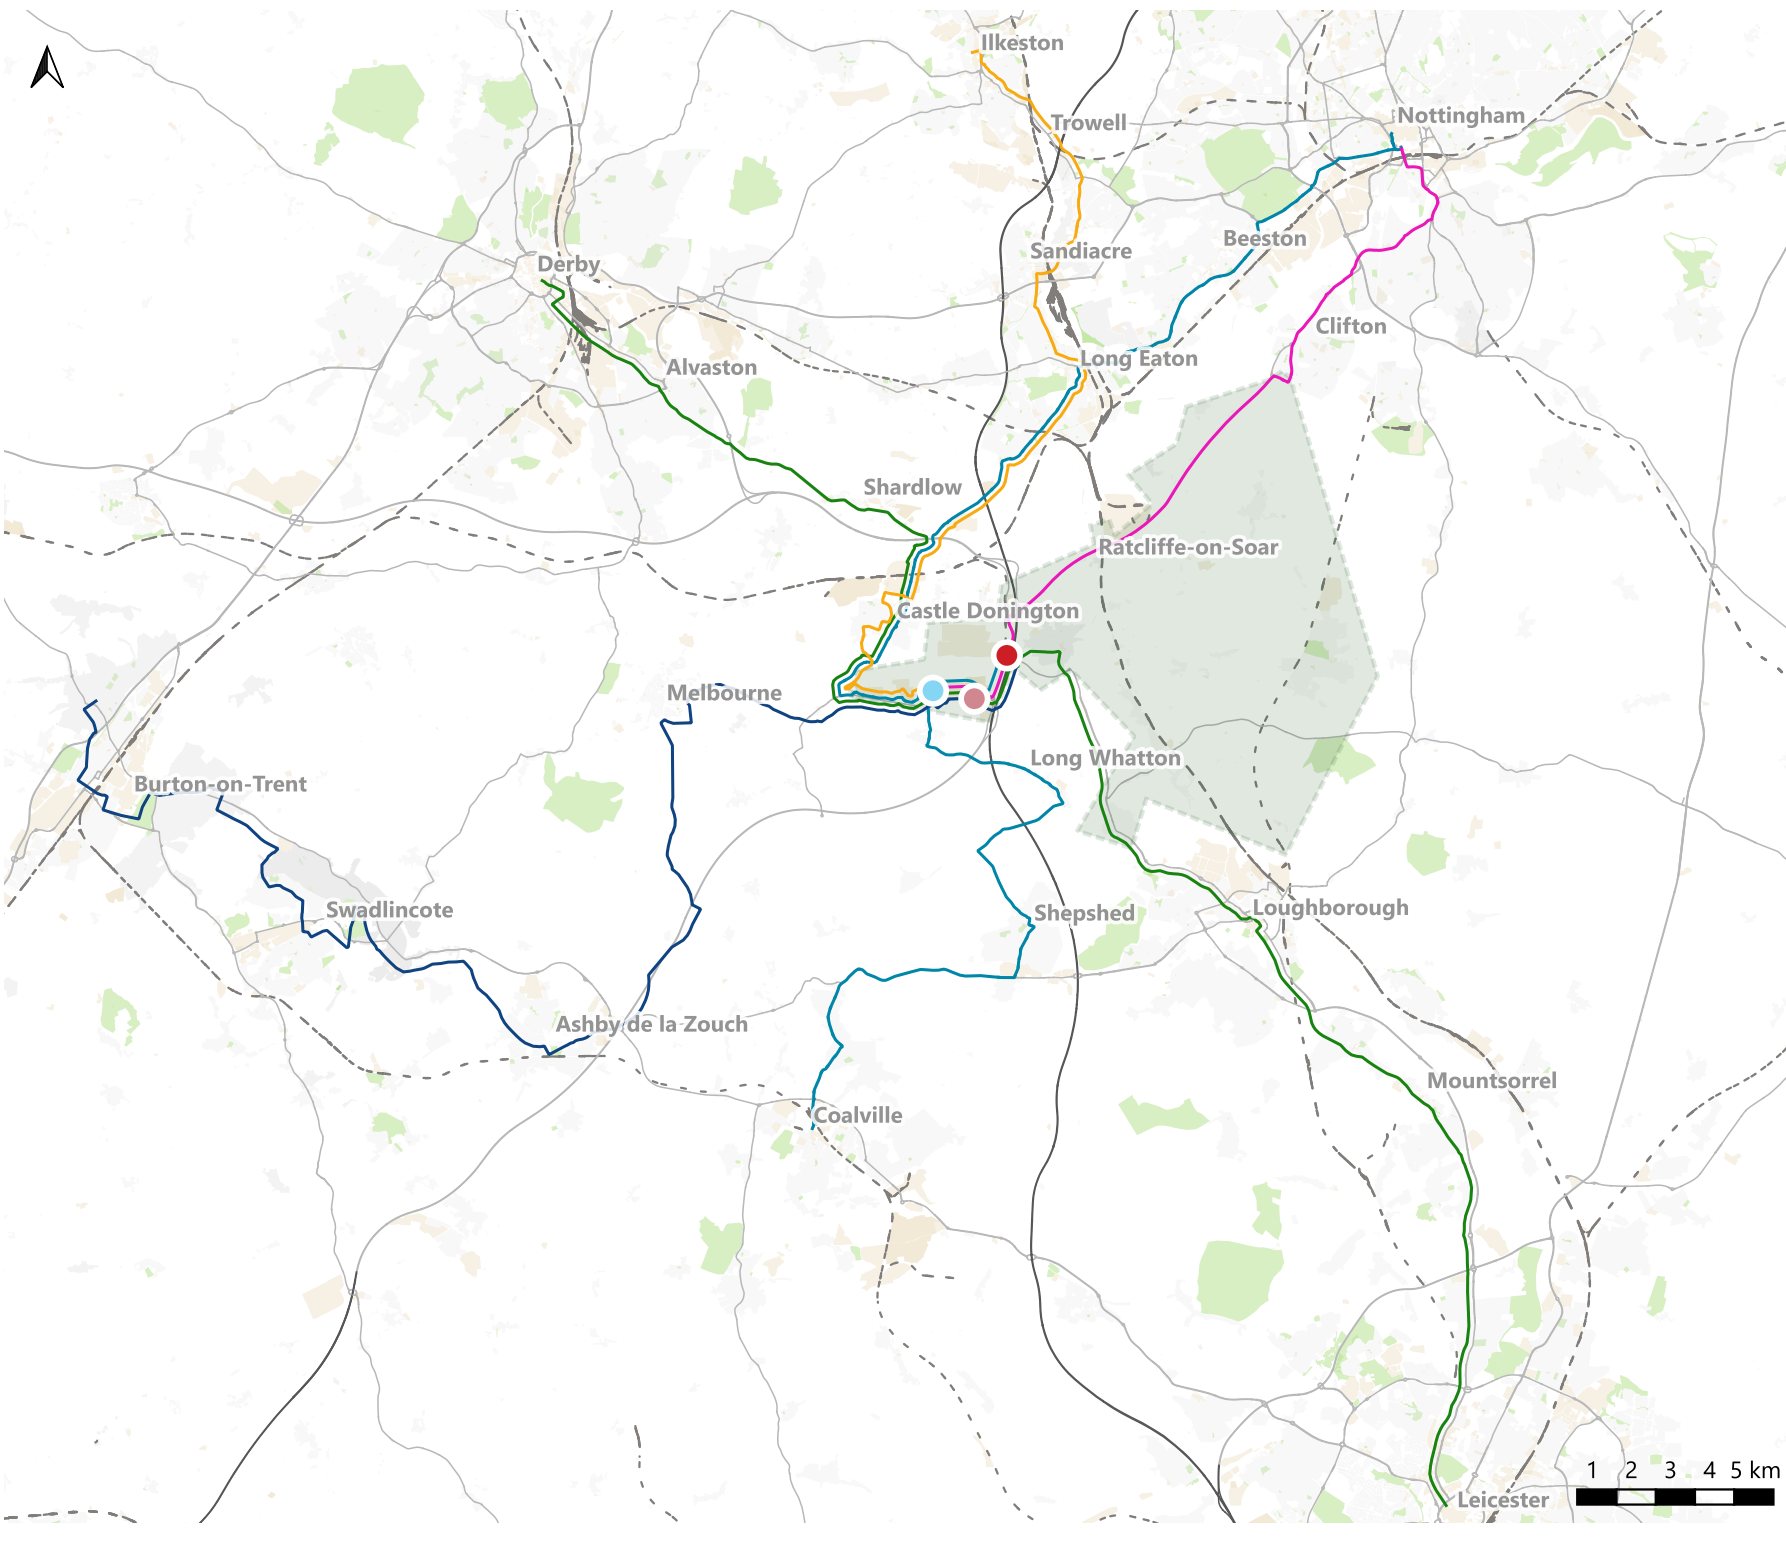 Ilkeston
Nottingham
Trowell
Beeston
Sandiacre
Derby
Clifton
Long Eaton
Alvaston
Shardlow
Ratcliffe-on-Soar
Castle Donington
Melbourne
Long Whatton
Burton-on-Trent
Loughborough
Swadlincote
Shepshed
Ashby de la Zouch
Mountsorrel
Coalville
1 2 3 4 5 km
Leicester